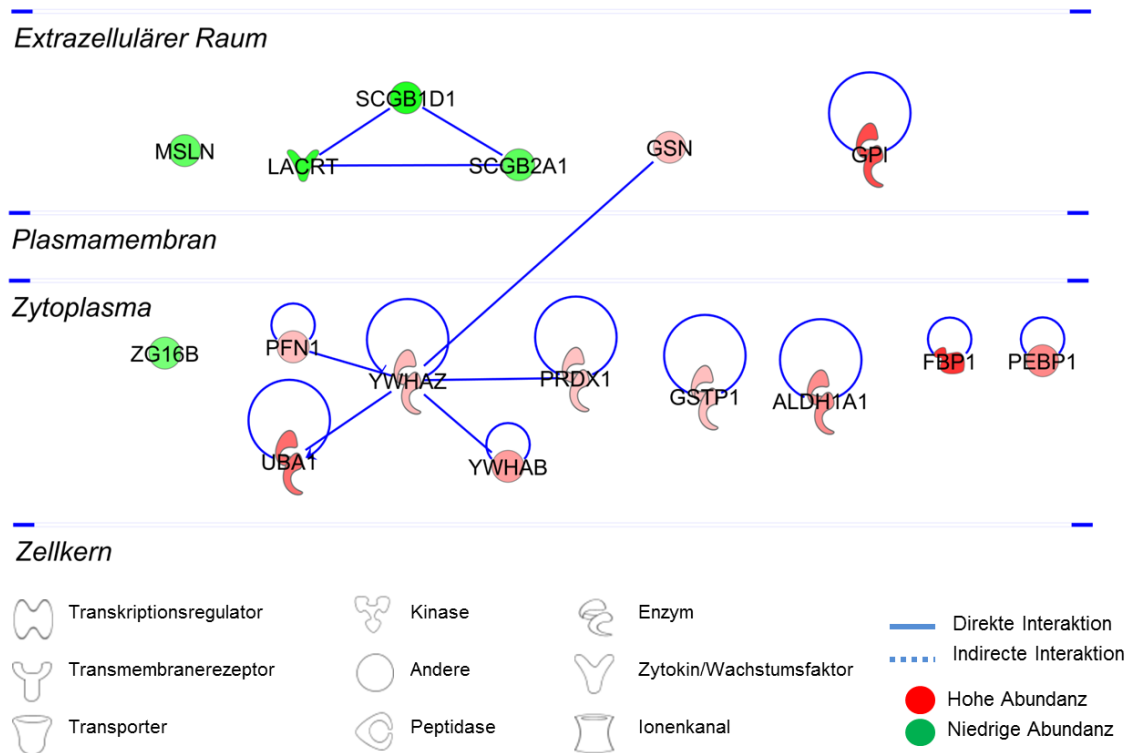 Extrazellulärer Raum
SCGB1D1
MSLN
LACRT
SCGB2A1
GSN
GPI
Plasmamembran
Zytoplasma
ZG16B
PFN1
YWHAZ
PRDX1
GSTP1
ALDH1A1
FBP1
PEBP1
UBA1
YWHAB
Zellkern
Transkriptionsregulator
Kinase
Enzym
Direkte Interaktion
Transmembranerezeptor
Andere
Zytokin/Wachstumsfaktor
Indirecte Interaktion
Hohe Abundanz
Transporter
Peptidase
Ionenkanal
Niedrige Abundanz